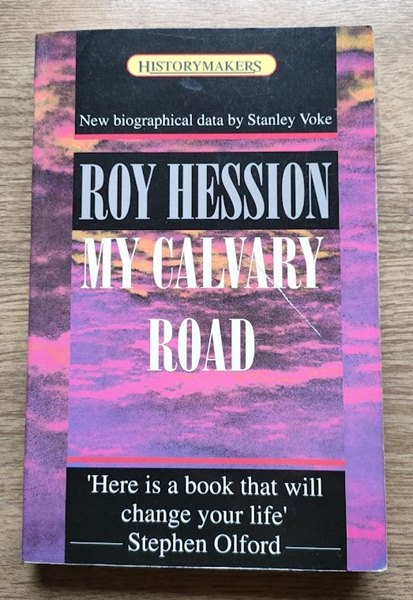 HISTORYMAKERS
New biographical data by Stanley Voke
ROY HESSION
MY CALVARY
ROAD
'Here is a book that will
change your life'
Stephen Olford